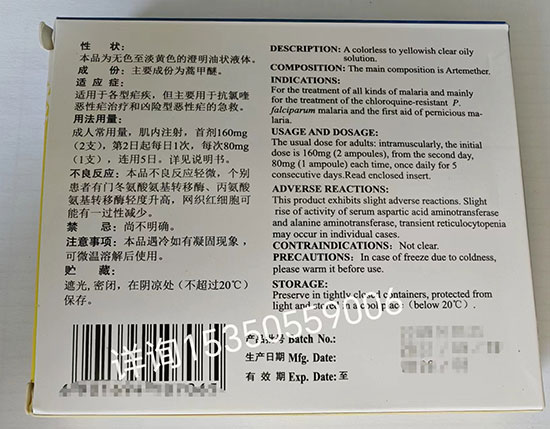 性 状：
本品为无色至淡黄色的澄明油状液体。
成 份：主要成份为蒿甲醚。
适 应 症：
适用于各型疟疾，但主要用于抗氯喹
恶性疟治疗和凶险型恶性疟的急救。
用法用量：
成人常用量，肌内注射，首剂160mg
（2支），第2日起每日1次，每次80mg
（1支），连用5日。详见说明书。
不良反应：本品不良反应轻微，个别
患者有门冬氨酸氨基转移酶、丙氨酸
氨基转移酶轻度升高，网织红细胞可
能有一过性减少。
禁 忌：尚不明确。
注意事项：本品遇冷如有凝固现象，
可微温溶解后使用。
贮 藏：
遮光，密闭，在阴凉处（不超过20℃）
保存。
DESCRIPTION: A colorless to yellowish clear oily
solution.
COMPOSITION: The main composition is Artemether.
INDICATIONS:
For the treatment of all kinds of malaria and mainly
for the treatment of the chloroquine-resistant P.
falciparum malaria and the first aid of pernicious ma-
laria.
USAGE AND DOSAGE:
The usual dose for adults: intramuscularly, the initial
dose is 160mg (2 ampoules), from the second day,
80mg (1 ampoule) each time, once daily for 5
consecutive days. Read enclosed insert.
ADVERSE REACTIONS:
This product exhibits slight adverse reactions. Slight
rise of activity of serum aspartic acid aminotransferase
and alanine aminotransferase, transient reticulocytopenia
may occur in individual cases.
CONTRAINDICATIONS: Not clear.
PRECAUTIONS: In case of freeze due to coldness,
please warm it before use.
STORAGE:
Preserve in tightly closed containers, protected from
light and stored in a cool place (below 20℃).
产品批号 Batch No.:
生产日期 Mfg. Date:
有 效 期 Exp. Date: 至
详询15350559006